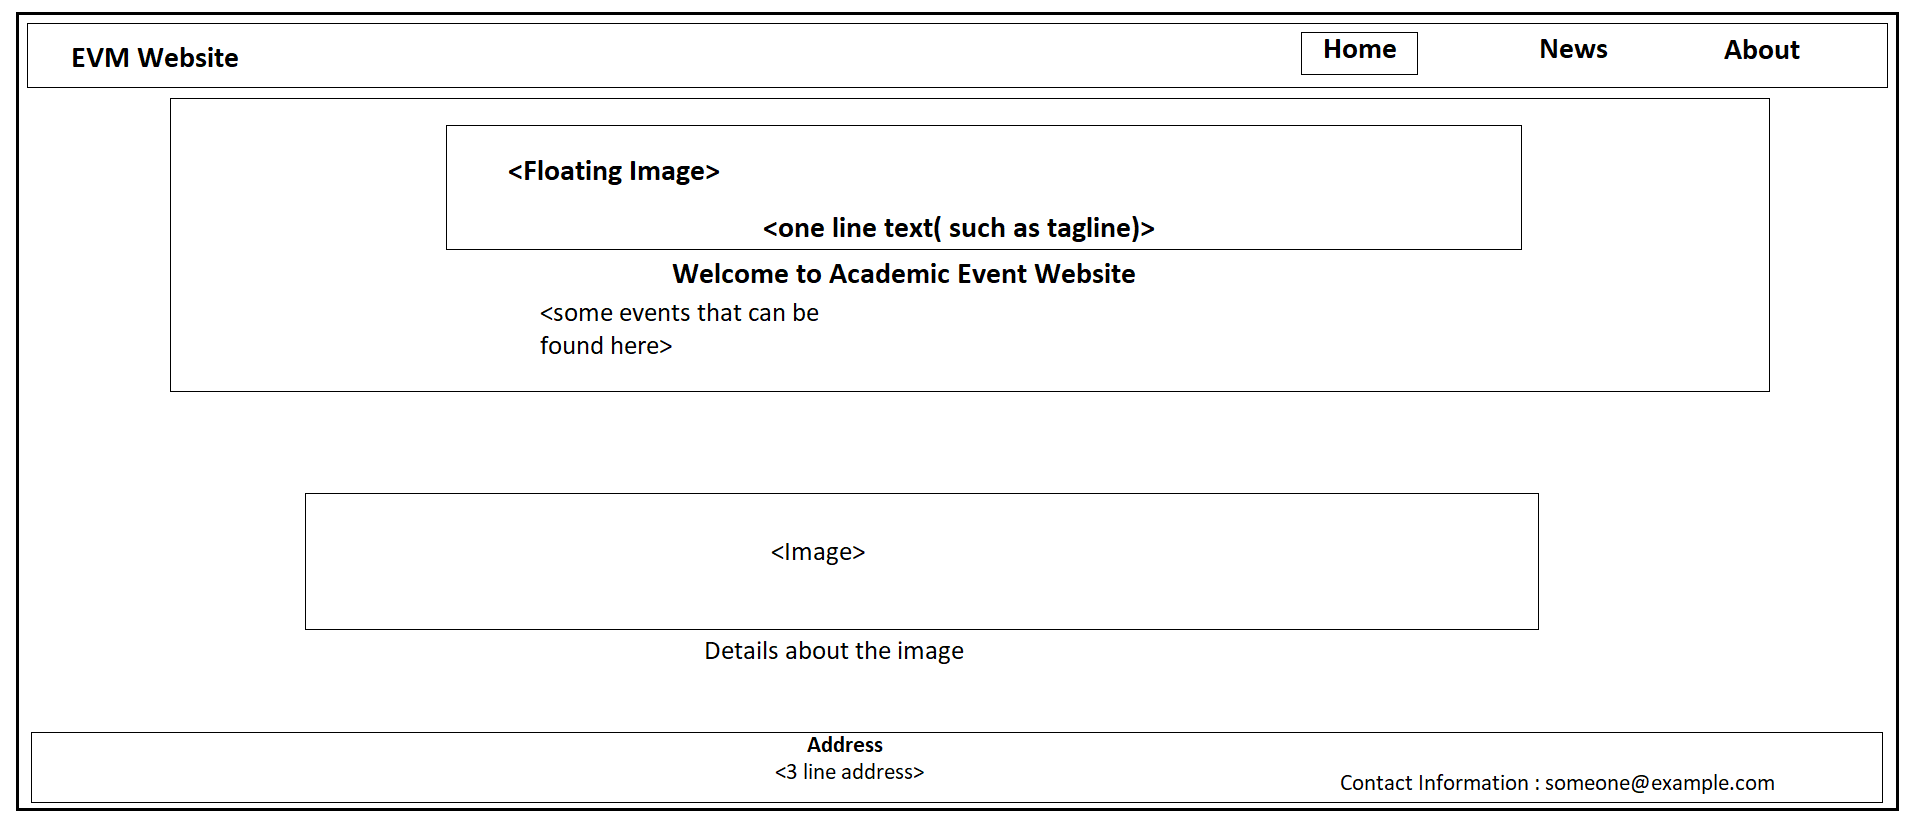 EVM Website
Home
News
About
<Floating Image>
<one line text( such as tagline)>
Welcome to Academic Event Website
<some events that can be
found here>
<Image>
Details about the image
Address
<3 line address>
Contact Information : someone@example.com